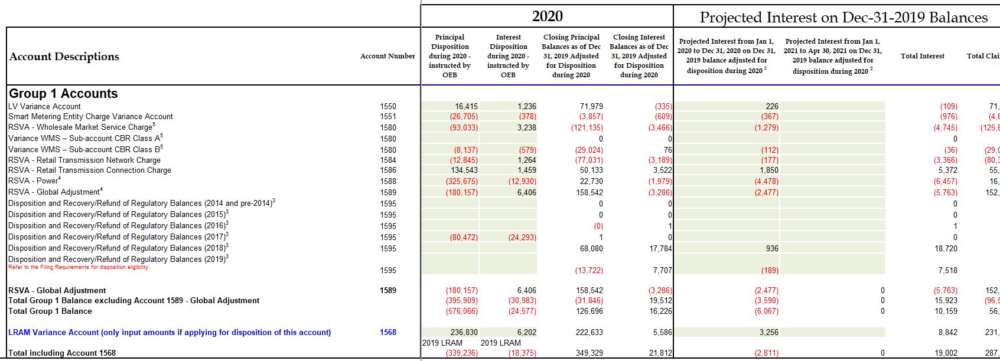 2020 Projected Interest on Dec-31-2019 Balances
Account Descriptions Account Number Principal Disposition during 2020 - instructed by OEB Interest Disposition during 2020 - instructed by OEB Closing Principal Balances as of Dec 31, 2019 Adjusted for Disposition during 2020 Closing Interest Balances as of Dec 31, 2019 Adjusted for Disposition during 2020 Projected Interest from Jan 1, 2020 to Dec 31, 2020 on Dec 31, 2019 balance adjusted for disposition during 2020 2 Projected Interest from Jan 1, 2021 to Apr 30, 2021 on Dec 31, 2019 balance adjusted for disposition during 2020 2 Total Interest Total Clai
Group 1 Accounts
LV Variance Account 1550 16,415 1,236 71,979 (335) 226 (109) 71,
Smart Metering Entity Charge Variance Account 1551 (26,705) (378) (3,857) (609) (367) (976) (4,8
RSVA - Wholesale Market Service Charge5 1580 (93,033) 3,238 (121,135) (3,466) (1,279) (4,745) (125,8
Variance WMS – Sub-account CBR Class A5 1580 0 0 0
Variance WMS – Sub-account CBR Class B5 1580 (8,137) (579) (29,024) 76 (112) (36) (29,0
RSVA - Retail Transmission Network Charge 1584 (12,845) 1,264 (77,031) (3,189) (177) (3,366) (80,3
RSVA - Retail Transmission Connection Charge 1586 134,543 1,459 50,133 3,522 1,850 5,372 55,
RSVA - Power4 1588 (325,675) (12,930) 22,730 (1,979) (4,478) (6,457) 16,
RSVA - Global Adjustment4 1589 (180,157) 6,406 158,542 (3,286) (2,477) (5,763) 152,
Disposition and Recovery/Refund of Regulatory Balances (2014 and pre-2014)3 1595 0 0 0
Disposition and Recovery/Refund of Regulatory Balances (2015)3 1595 0 0 0
Disposition and Recovery/Refund of Regulatory Balances (2016)3 1595 (0) 1 1
Disposition and Recovery/Refund of Regulatory Balances (2017)3 1595 (80,472) (24,293) 1 0 0
Disposition and Recovery/Refund of Regulatory Balances (2018)3 1595 68,080 17,784 936 18,720
Disposition and Recovery/Refund of Regulatory Balances (2019)3
Refer to the Filing Requirements for disposition eligibility.
1595 (13,722) 7,707 (189) 7,518
RSVA - Global Adjustment 1589 (180,157) 6,406 158,542 (3,286) (2,477) 0 (5,763) 152,
Total Group 1 Balance excluding Account 1589 - Global Adjustment (395,909) (30,983) (31,846) 19,512 (3,590) 0 15,923 (96,5
Total Group 1 Balance (576,066) (24,577) 126,696 16,226 (6,067) 0 10,159 56,
LRAM Variance Account (only input amounts if applying for disposition of this account) 1568 236,830 6,202 222,633 5,586 3,256 8,842 231,
2019 LRAM 2019 LRAM
Total including Account 1568 (339,236) (18,375) 349,329 21,812 (2,811) 0 19,002 287,